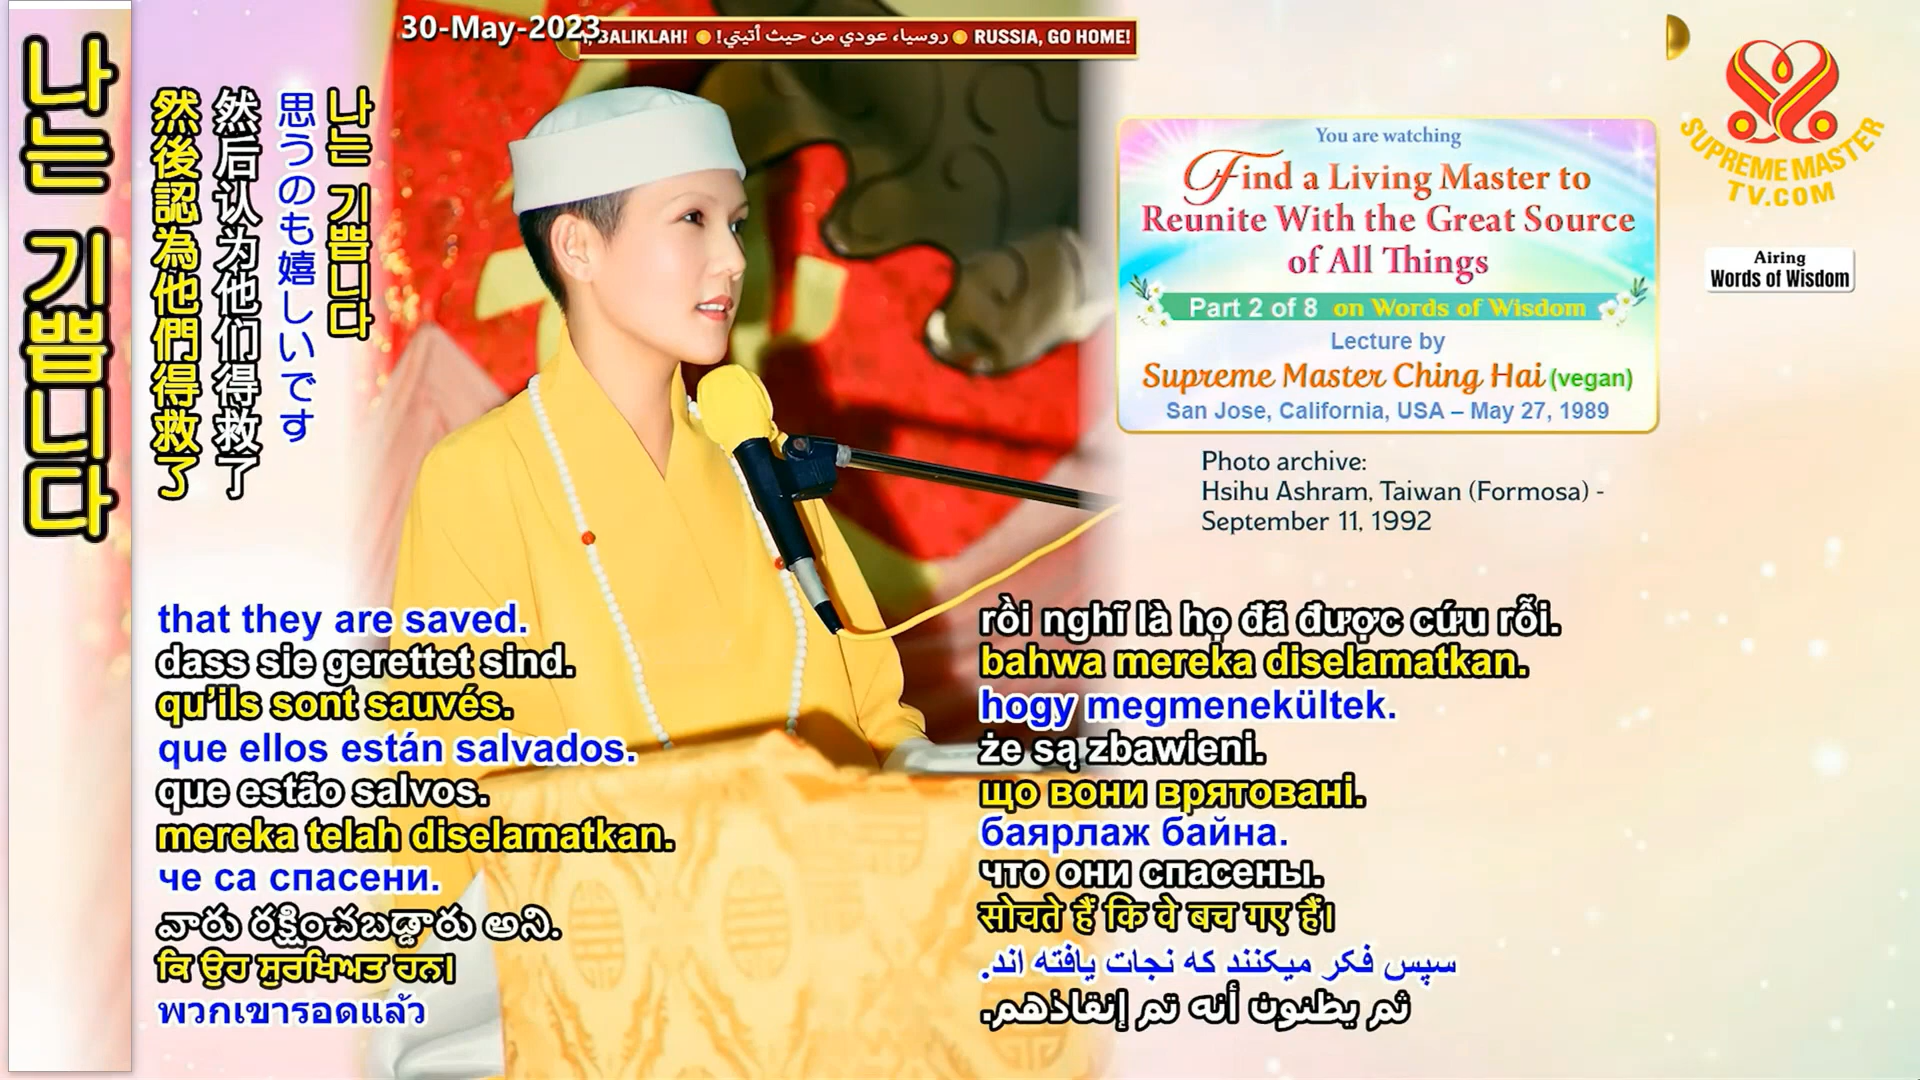 나는 기쁩니다
然後認為他們得救了
然后认为他们得救了
思うのも嬉しいです
나는 기쁩니다
30-May-2023
BALIKLAH! روسيا، عودي من حيث أتيتي! RUSSIA, GO HOME!
You are watching
Find a Living Master to
Reunite With the Great Source
of All Things
Part 2 of 8 on Words of Wisdom
Lecture by
Supreme Master Ching Hai (vegan)
San Jose, California, USA – May 27, 1989
Photo archive:
Hsihu Ashram, Taiwan (Formosa) -
September 11, 1992
SUPREME MASTER
TV.COM
Airing
Words of Wisdom
that they are saved.
dass sie gerettet sind.
qu'ils sont sauvés.
que ellos están salvados.
que estão salvos.
mereka telah diselamatkan.
че са спасени.
వారు రక్షించబడ్డారు అని.
ਕਿ ਉਹ ਸੁਰਖਿਅਤ ਹਨ।
พวกเขารอดแล้ว
rồi nghĩ là họ đã được cứu rỗi.
bahwa mereka diselamatkan.
hogy megmenekültek.
że są zbawieni.
що вони врятовані.
баярлаж байна.
что они спасены.
सोचते हैं कि वे बच गए हैं।
سپس فکر میکنند که نجات یافته اند.
ثم يظنون أنه تم إنقاذهم.